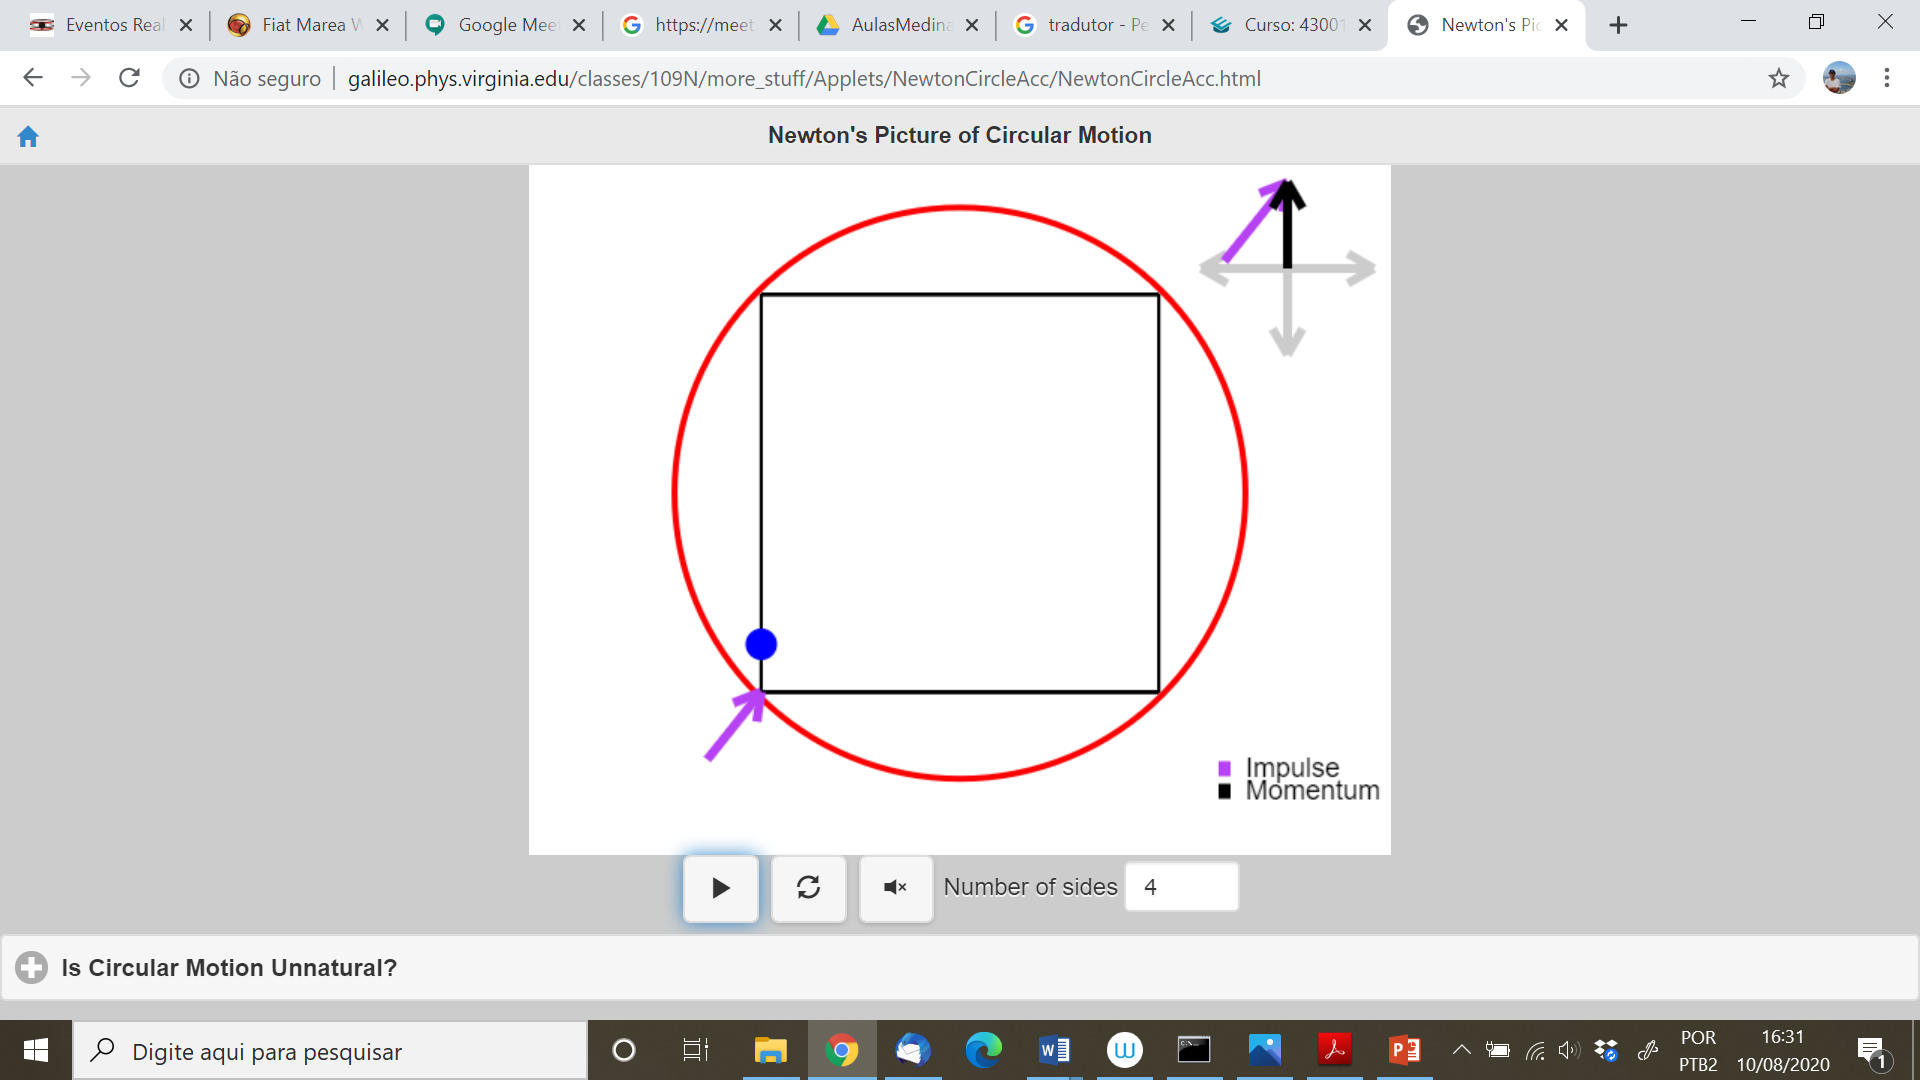 Eventos Real
Fiat Marea W
Google Mee
https://meet
AulasMedina
tradutor - Pe
Curso: 43001
Newton's Pic
Não seguro
galileo.phys.virginia.edu/classes/109N/more_stuff/Applets/NewtonCircleAcc/NewtonCircleAcc.html
Newton's Picture of Circular Motion
Impulse
Momentum
Number of sides 4
Is Circular Motion Unnatural?
Digite aqui para pesquisar
POR
PTB2
16:31
10/08/2020
1